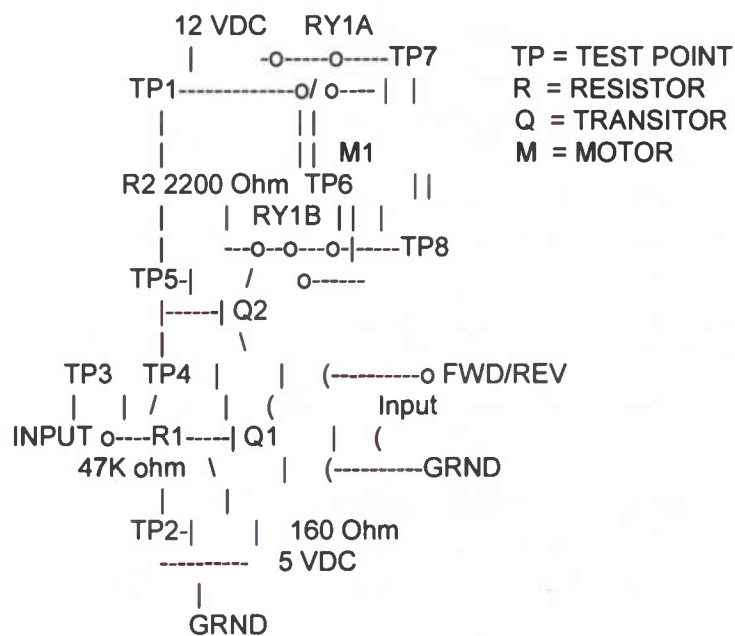 12 VDC RY1A
| -o-----o-----TP7 TP = TEST POINT
TP1-------------o/ o---- | | R = RESISTOR
| || Q = TRANSITOR
| || M1 M = MOTOR
R2 2200 Ohm TP6 ||
| | RY1B || |
| ---o--o---o-|-----TP8
TP5-| / o------
|------| Q2
| \
TP3 TP4 | | (----------o FWD/REV
| | / | ( Input
INPUT o----R1-----| Q1 | (
47K ohm \ | (----------GRND
| |
TP2-| | 160 Ohm
--------- 5 VDC
|
GRND